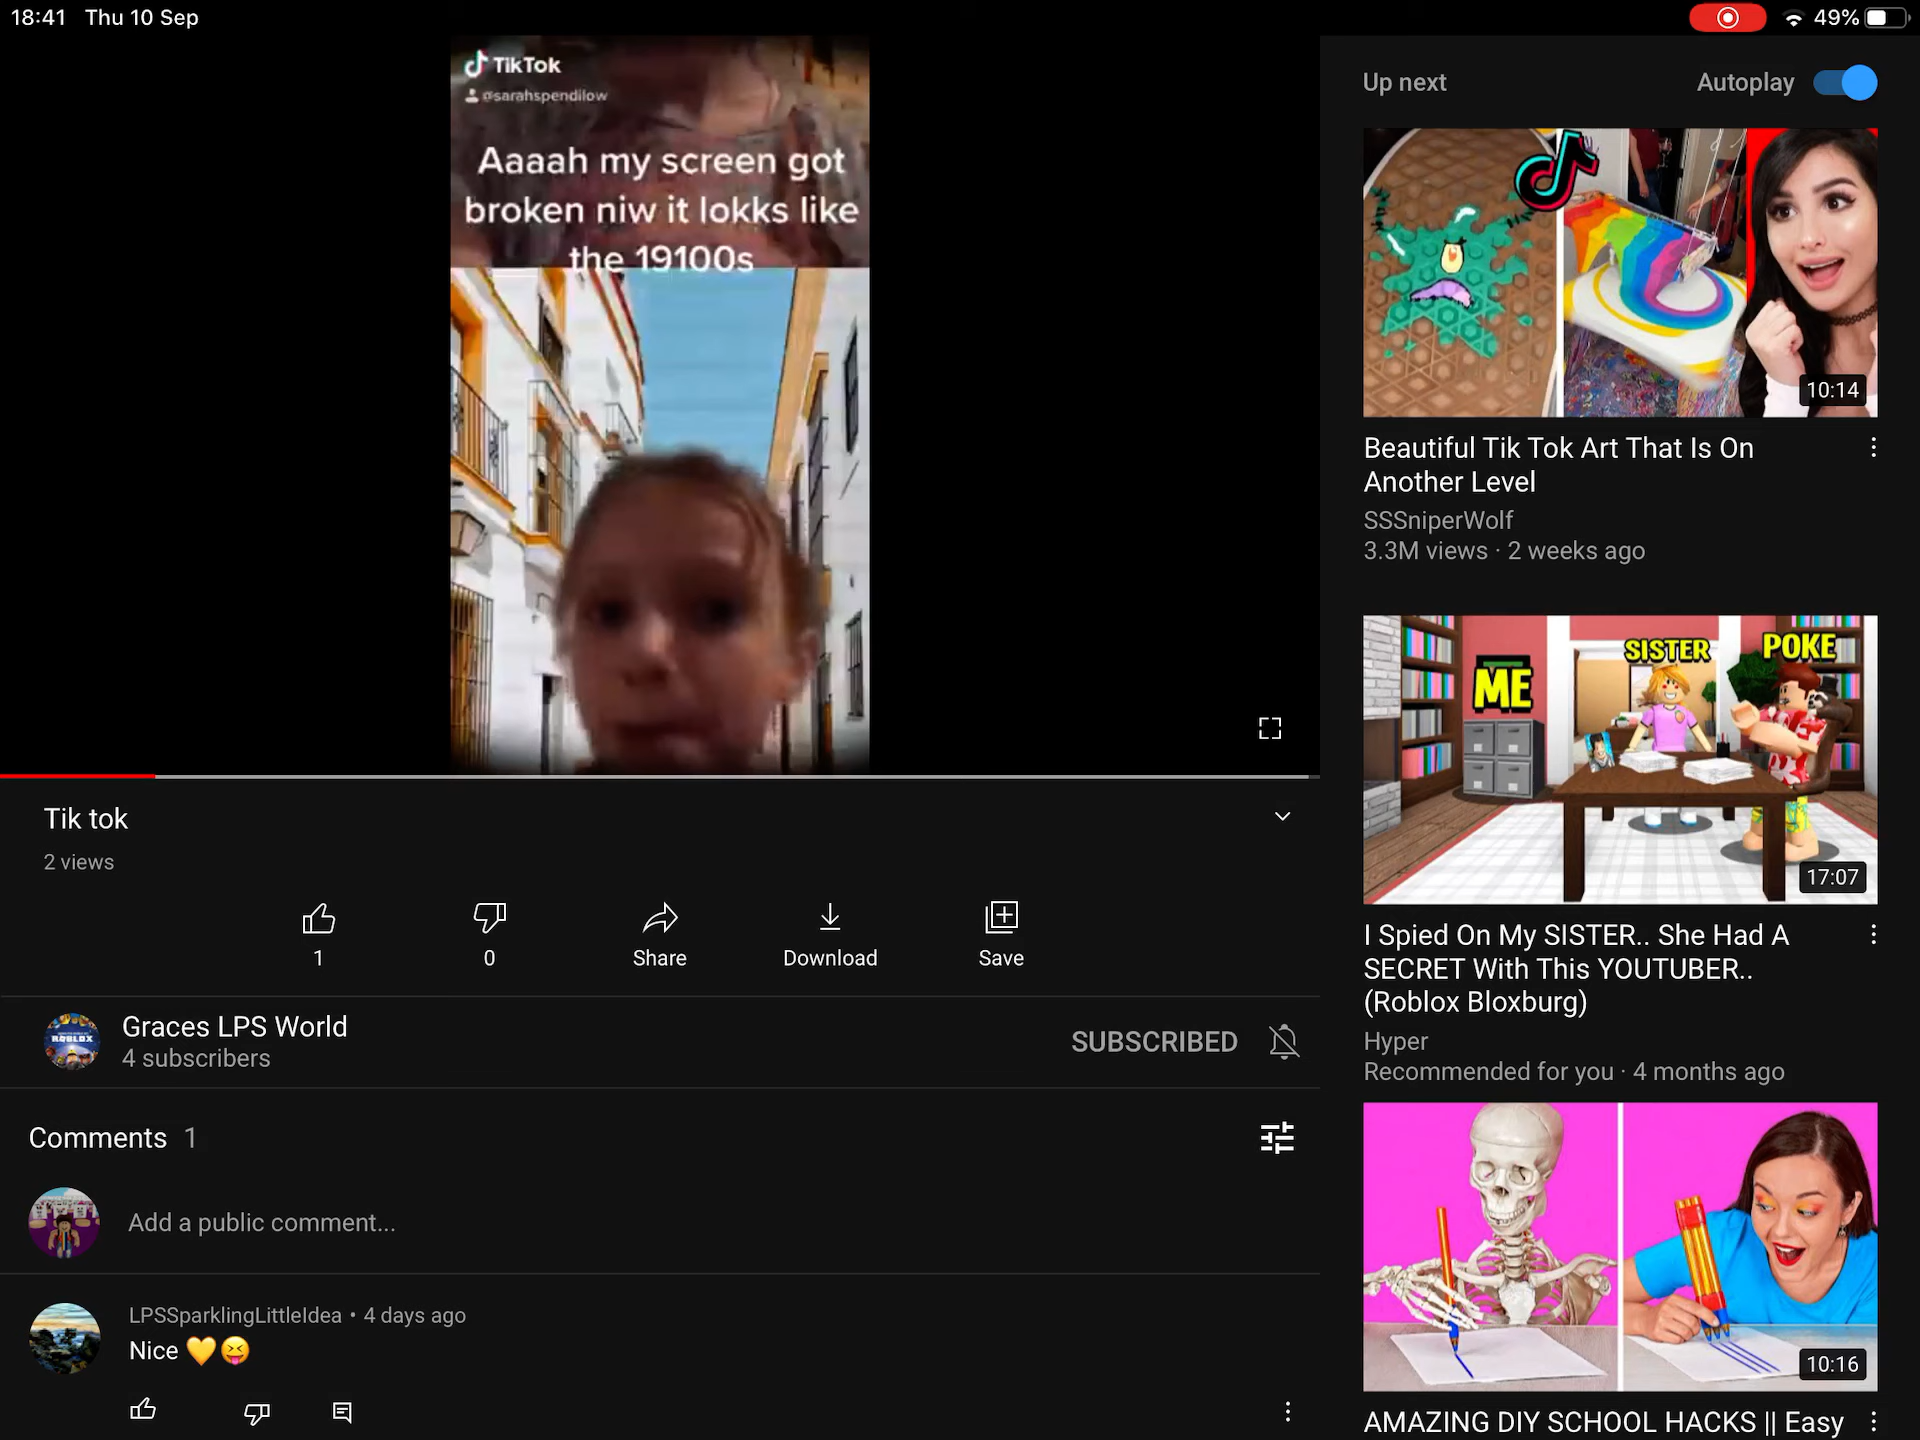 18:41 Thu 10 Sep
49%
TikTok
@sarahspendilow
Aaaah my screen got
broken niw it lokks like
the 19100s
Tik tok
2 views
1
0
Share
Download
Save
ROBLOX
Graces LPS World
4 subscribers
SUBSCRIBED
Comments 1
Add a public comment...
LPSSparklingLittleIdea • 4 days ago
Nice 💛😝
Up next
Autoplay
10:14
Beautiful Tik Tok Art That Is On
Another Level
SSSniperWolf
3.3M views · 2 weeks ago
ME
SISTER
POKE
17:07
I Spied On My SISTER.. She Had A
SECRET With This YOUTUBER..
(Roblox Bloxburg)
Hyper
Recommended for you · 4 months ago
10:16
AMAZING DIY SCHOOL HACKS || Easy